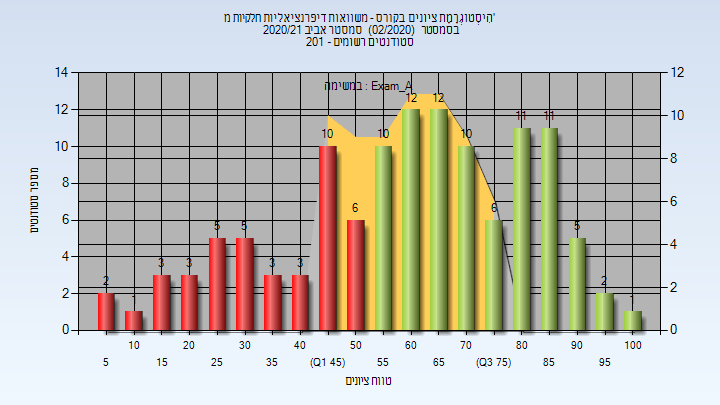 היסטוגרמת ציונים בקורס - משוואות דיפרנציאליות חלקיות מ'
בסמסטר (02/2020) סמסטר אביב 2020/21
סטודנטים רשומים - 201
במשימה : Exam_A
14 12 10 8 6 4 2 0
מספר סטודנטים
12 10 8 6 4 2 0
2 1 3 3 5 5 3 3 10 6 10 12 12 10 6 11 11 5 2 1
10 20 30 40 50 60 70 80 90 100
5 15 25 35 (Q1 45) 55 65 (Q3 75) 85 95
טווח ציונים